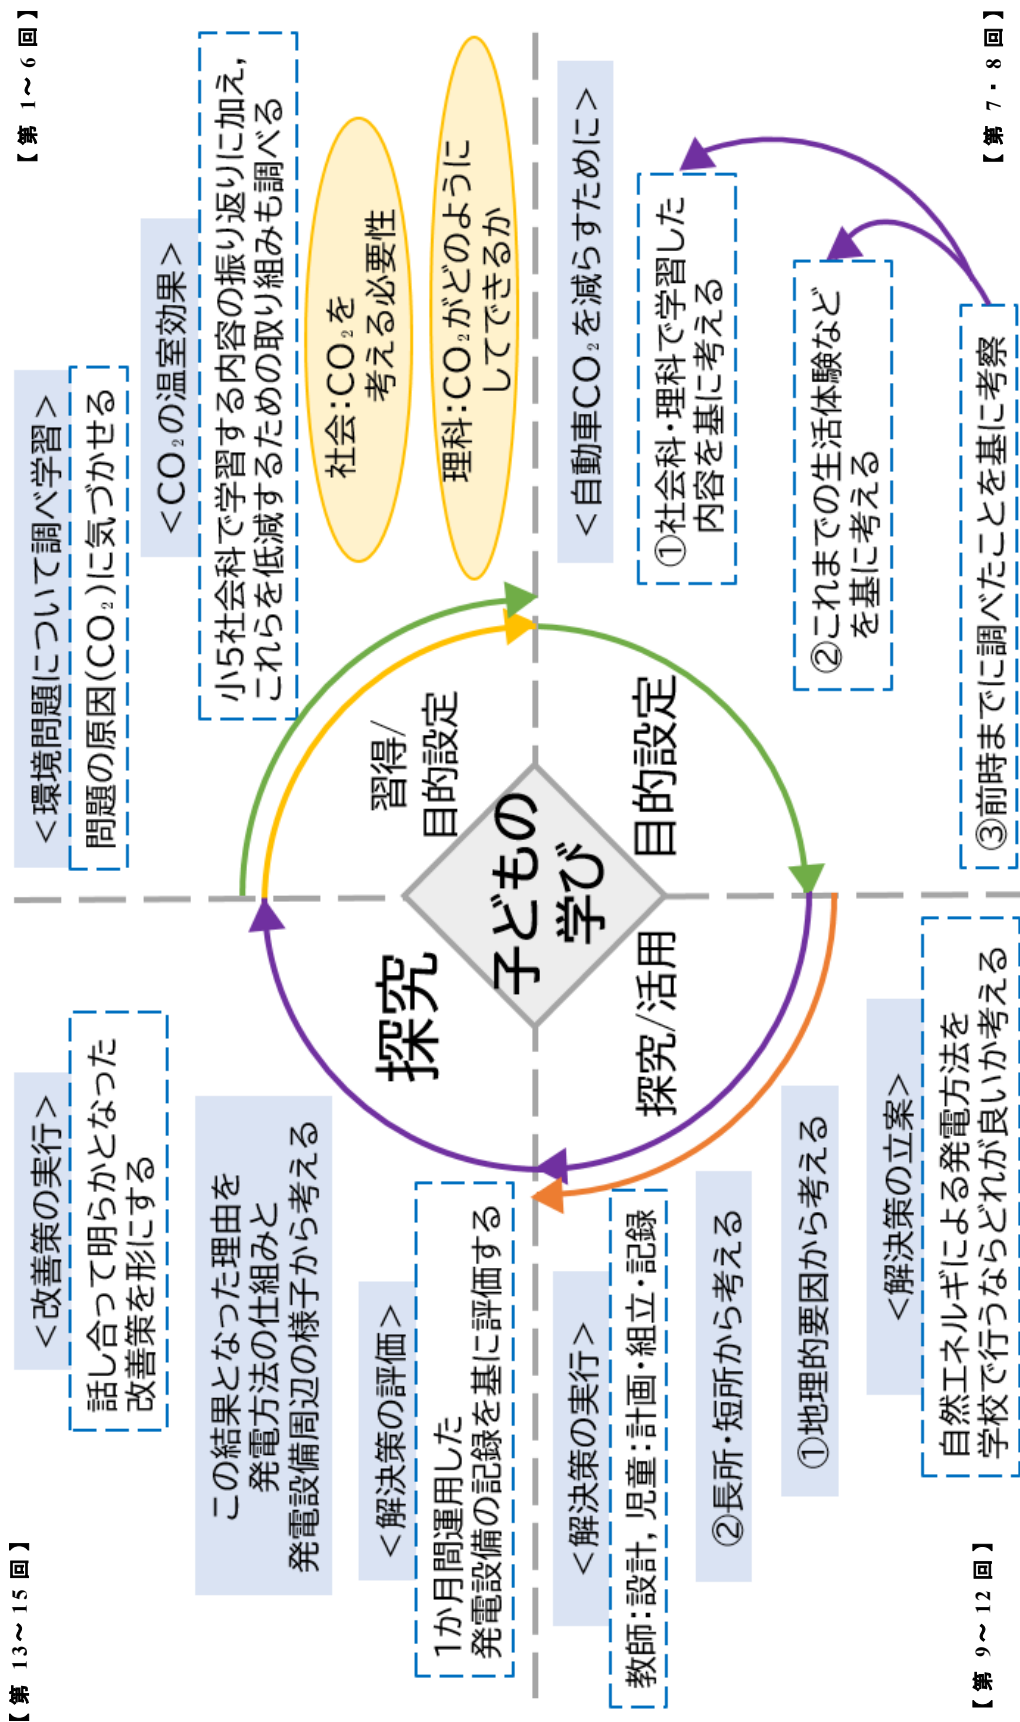 【第 1～6 回】
＜環境問題について調べ学習＞
問題の原因(CO₂)に気づかせる
＜CO₂の温室効果＞
小5社会科で学習する内容の振り返りに加え，
これらを低減するための取り組みも調べる
社会：CO₂を
考える必要性
理科：CO₂がどのように
してできるか
習得/
目的設定
【第 7・8 回】
＜自動車CO₂を減らすために＞
①社会科・理科で学習した
内容を基に考える
②これまでの生活体験など
を基に考える
③前時までに調べたことを基に考察
目的設定
子どもの
学び
【第 9～12 回】
＜解決策の立案＞
自然エネルギによる発電方法を
学校で行うならどれが良いか考える
①地理的要因から考える
②長所・短所から考える
＜解決策の実行＞
教師：設計，児童：計画・組立・記録
探究/活用
【第 13～15 回】
＜解決策の評価＞
1か月間運用した
発電設備の記録を基に評価する
この結果となった理由を
発電方法の仕組みと
発電設備周辺の様子から考える
＜改善策の実行＞
話し合って明らかとなった
改善策を形にする
探究